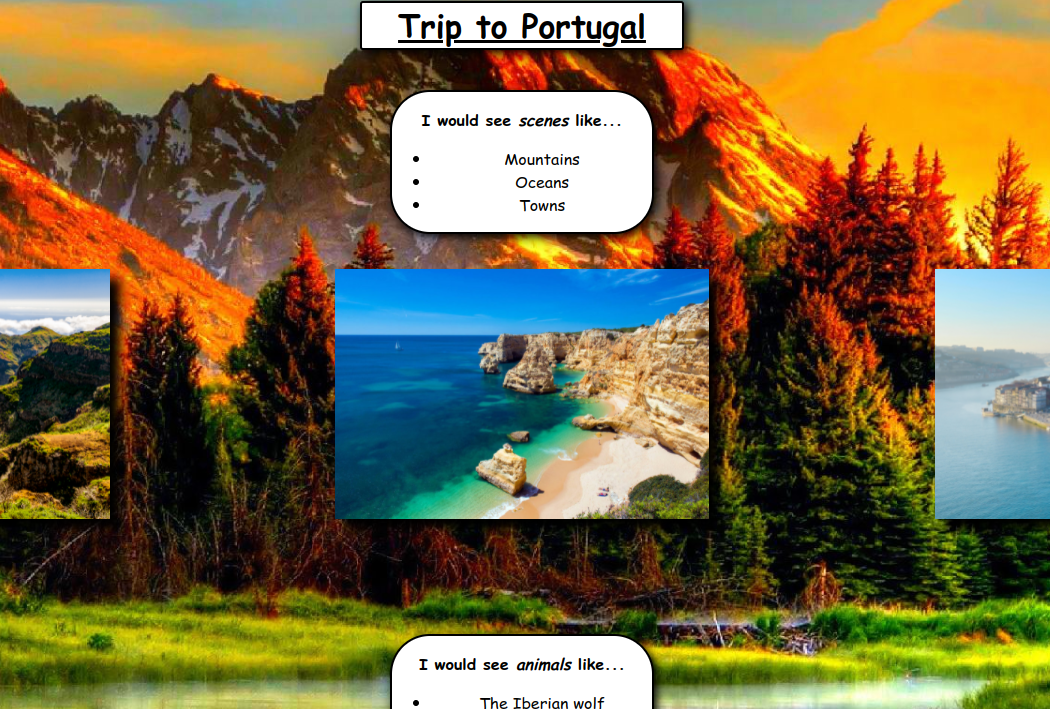 Trip to Portugal
I would see scenes like...
Mountains
Oceans
Towns
I would see animals like...
The Iberian wolf